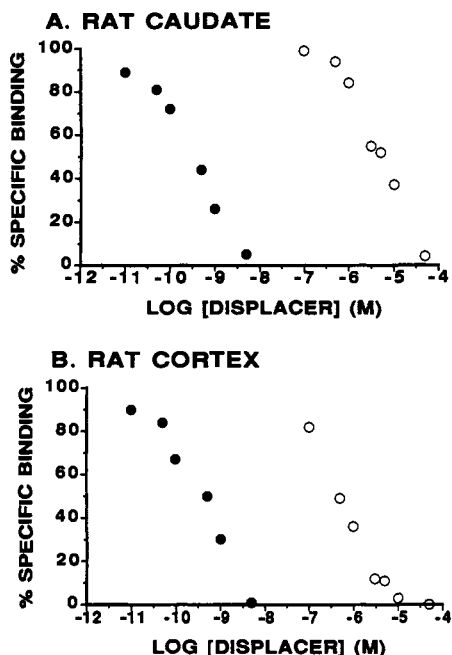 A. RAT CAUDATE
% SPECIFIC BINDING
100
80
60
40
20
0
-12 -11 -10 -9 -8 -7 -6 -5 -4
LOG [DISPLACER] (M)
B. RAT CORTEX
% SPECIFIC BINDING
100
80
60
40
20
0
-12 -11 -10 -9 -8 -7 -6 -5 -4
LOG [DISPLACER] (M)